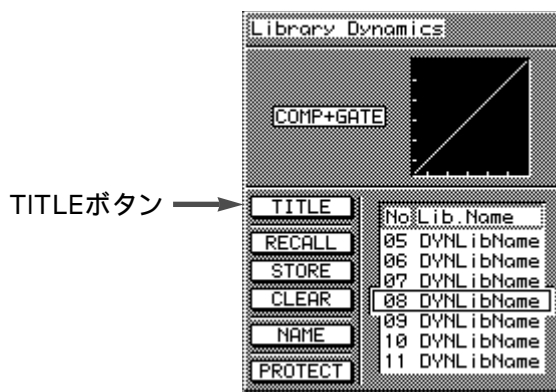 Library Dynamics
COMP+GATE
TITLEボタン
TITLE
RECALL
STORE
CLEAR
NAME
PROTECT
No Lib.Name
05 DYNLibName
06 DYNLibName
07 DYNLibName
08 DYNLibName
09 DYNLibName
10 DYNLibName
11 DYNLibName